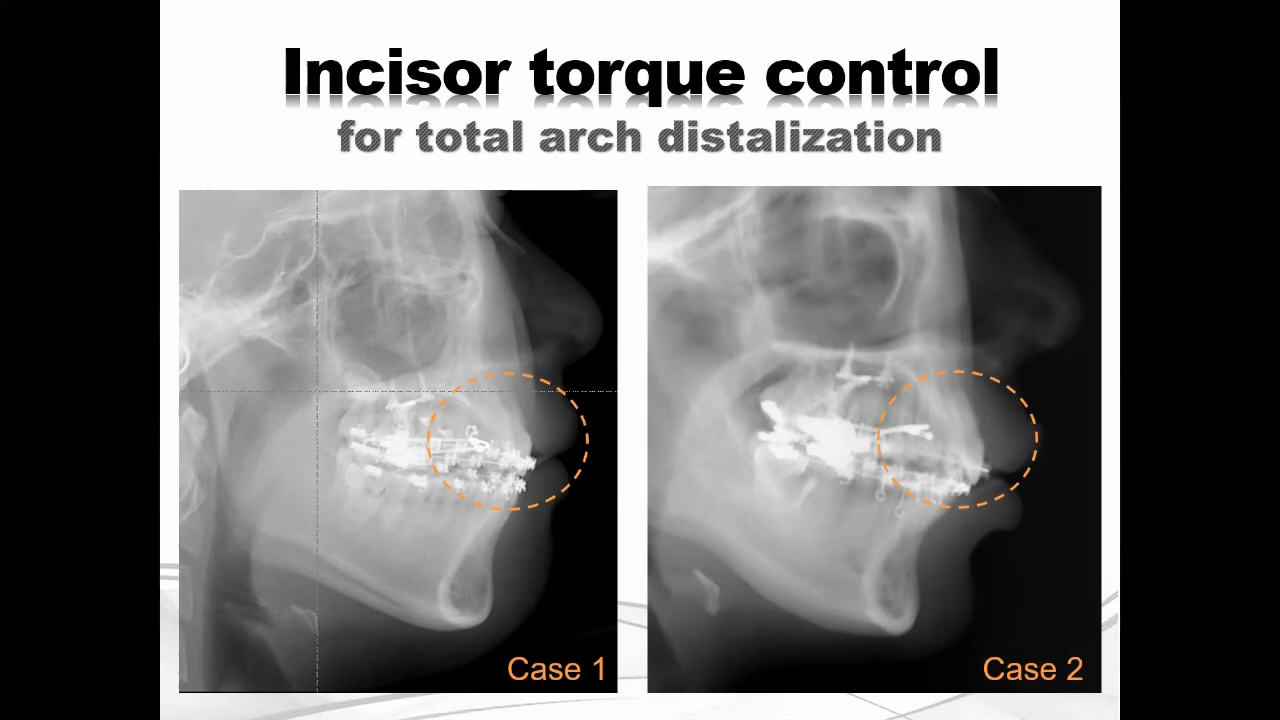 Incisor torque control
for total arch distalization
Case 1
Case 2